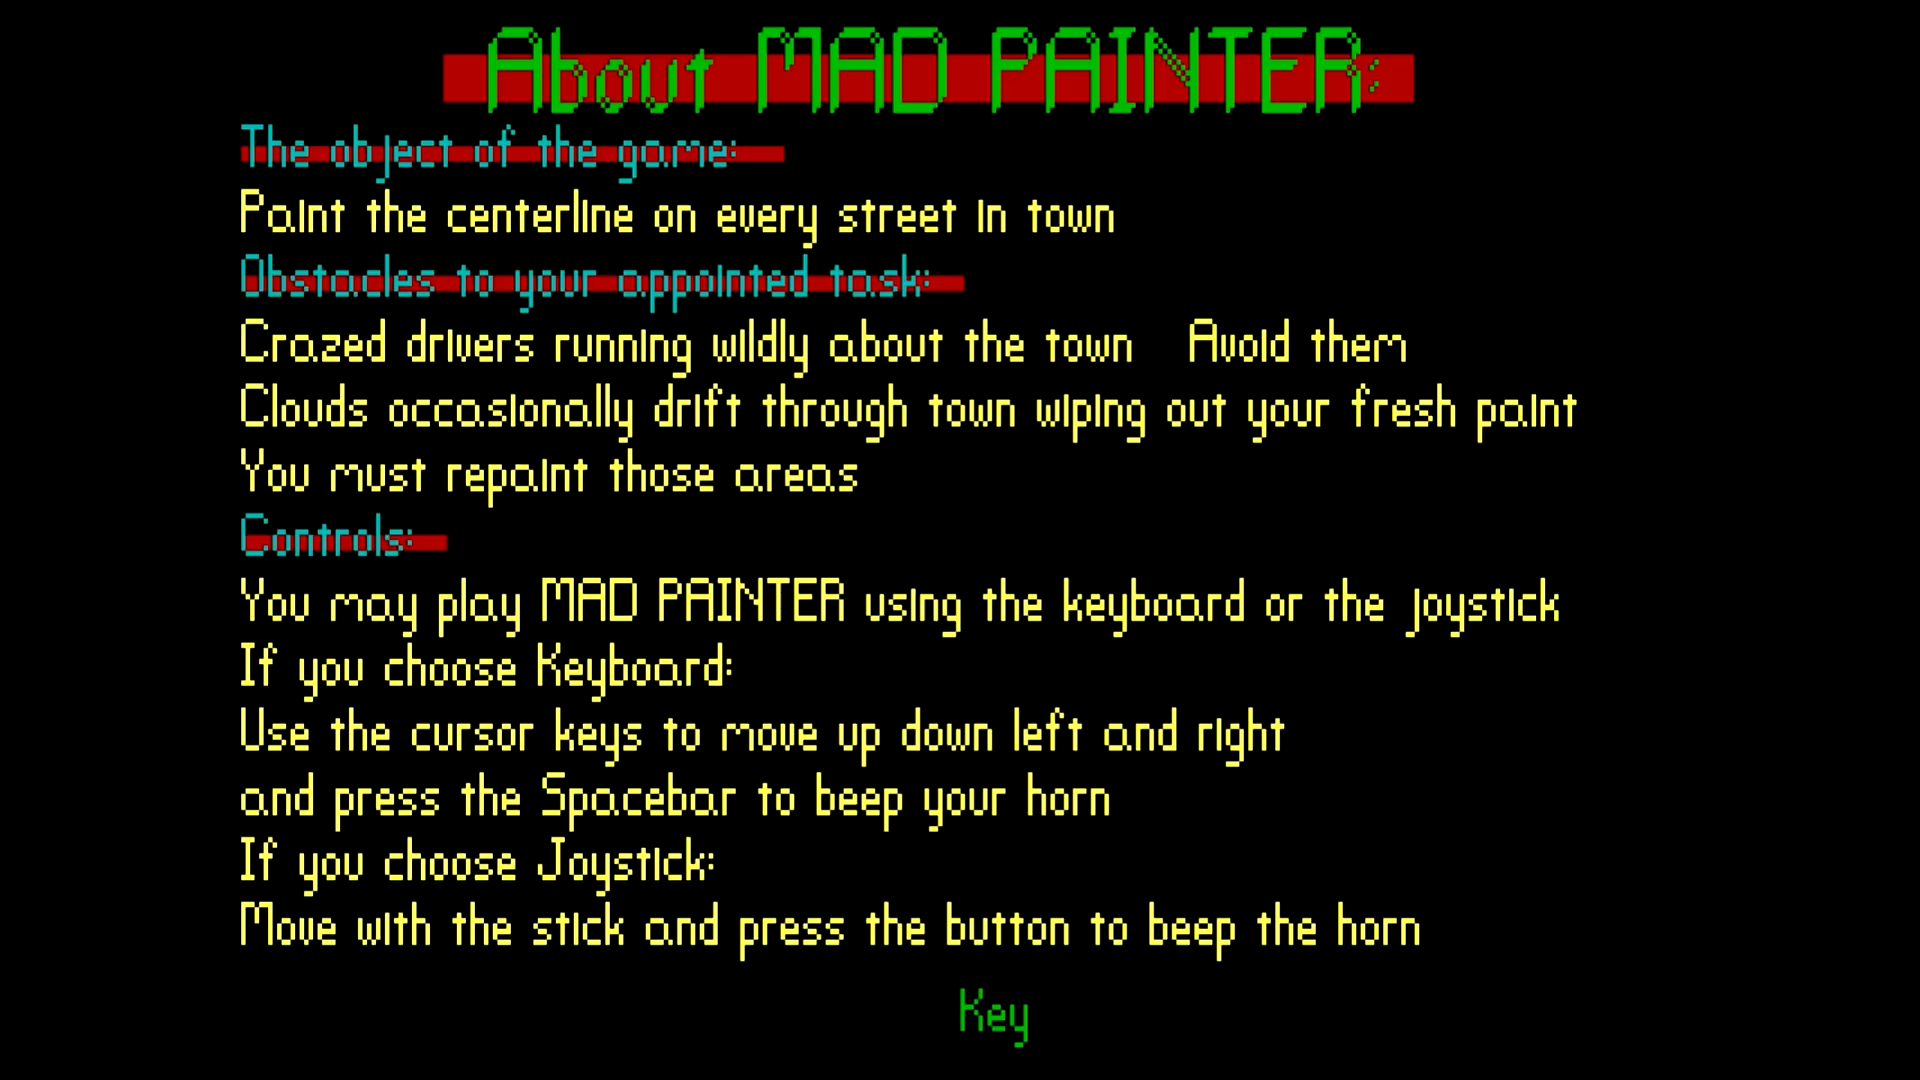 About MAD PAINTER:
The object of the game:
Paint the centerline on every street in town
Obstacles to your appointed task:
Crazed drivers running wildly about the town   Avoid them
Clouds occasionally drift through town wiping out your fresh paint
You must repaint those areas
Controls:
You may play MAD PAINTER using the keyboard or the joystick
If you choose Keyboard:
Use the cursor keys to move up down left and right
and press the Spacebar to beep your horn
If you choose Joystick:
Move with the stick and press the button to beep the horn
Key